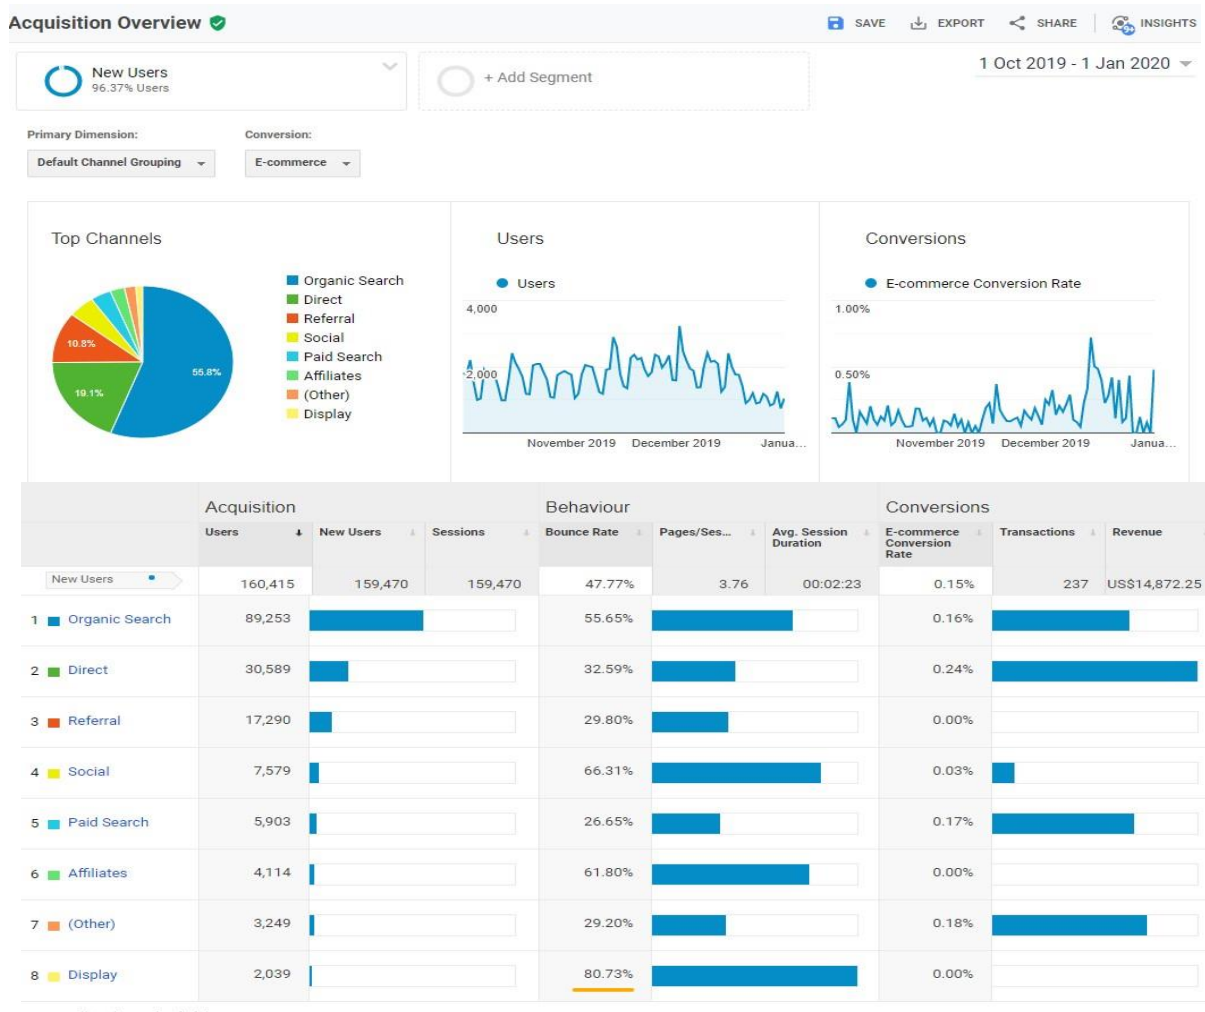 Acquisition Overview
SAVE EXPORT SHARE 9+ INSIGHTS
New Users
96.37% Users
+ Add Segment
1 Oct 2019 - 1 Jan 2020
Primary Dimension: Conversion:
Default Channel Grouping E-commerce
Top Channels
Organic Search
Direct
Referral
Social
Paid Search
Affiliates
(Other)
Display
10.8%
55.8%
19.1%
Users
Users
4,000
2,000
November 2019 December 2019 Janua...
Conversions
E-commerce Conversion Rate
1.00%
0.50%
November 2019 December 2019 Janua...
Acquisition Behaviour Conversions
Users New Users Sessions Bounce Rate Pages/Ses... Avg. Session Duration E-commerce Conversion Rate Transactions Revenue
New Users 160,415 159,470 159,470 47.77% 3.76 00:02:23 0.15% 237 US$14,872.25
1 Organic Search 89,253 55.65% 0.16%
2 Direct 30,589 32.59% 0.24%
3 Referral 17,290 29.80% 0.00%
4 Social 7,579 66.31% 0.03%
5 Paid Search 5,903 26.65% 0.17%
6 Affiliates 4,114 61.80% 0.00%
7 (Other) 3,249 29.20% 0.18%
8 Display 2,039 80.73% 0.00%